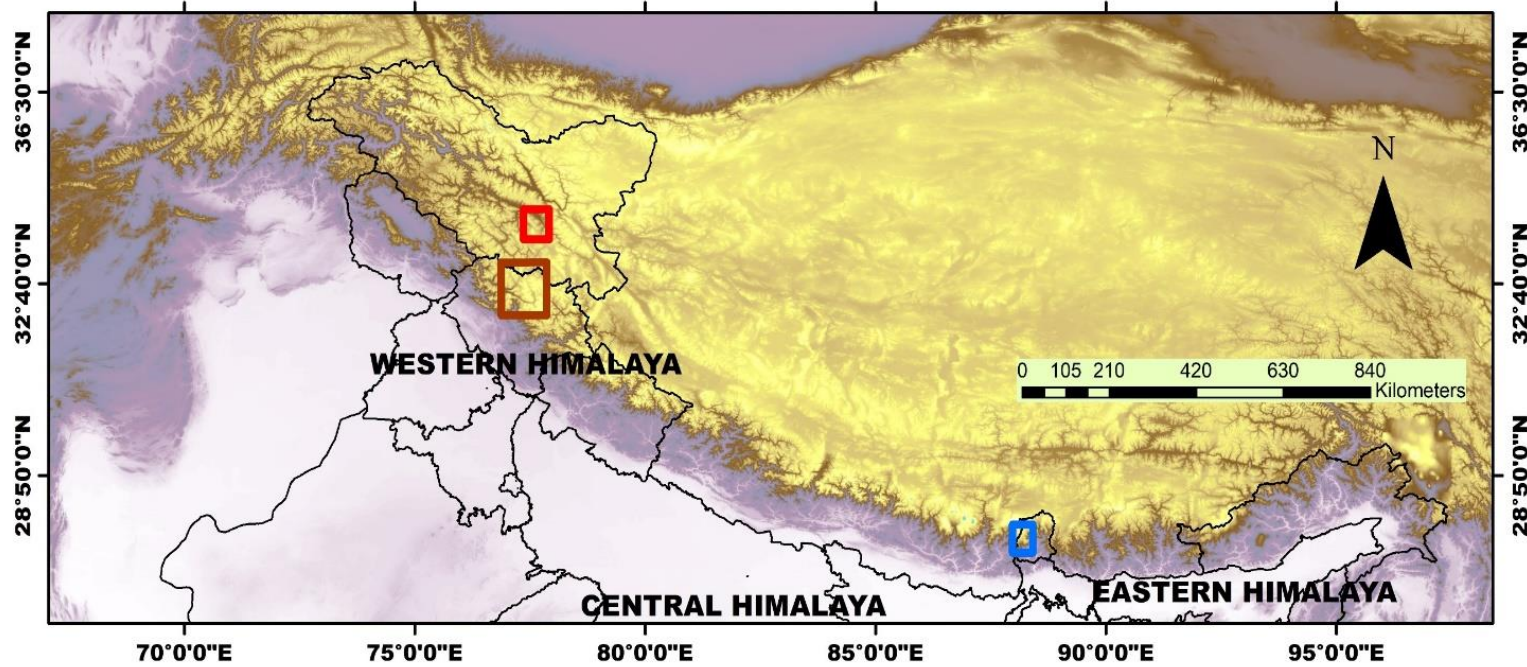 36°30'0"N
36°30'0"N
N
32°40'0"N
32°40'0"N
WESTERN HIMALAYA
0 105 210 420 630 840
Kilometers
28°50'0"N
28°50'0"N
EASTERN HIMALAYA
CENTRAL HIMALAYA
70°0'0"E 75°0'0"E 80°0'0"E 85°0'0"E 90°0'0"E 95°0'0"E